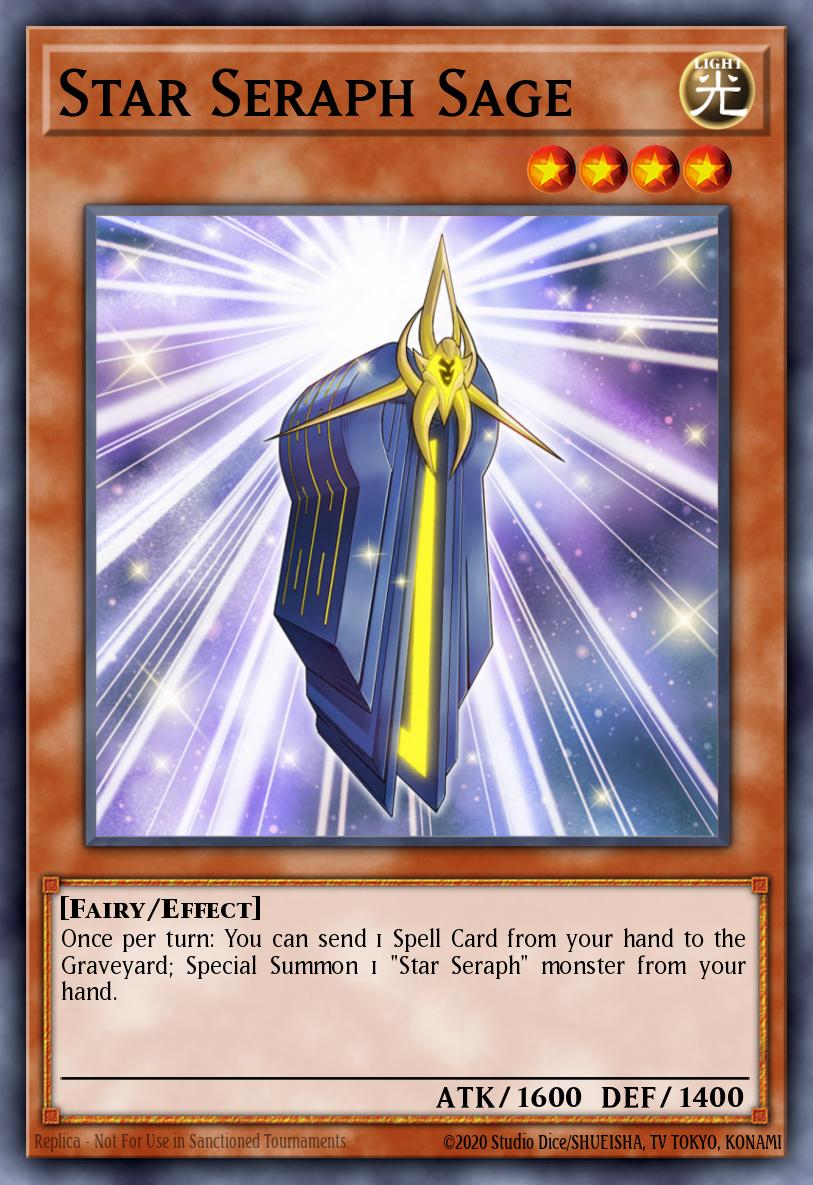 Star Seraph Sage
LIGHT
光
[Fairy/Effect]
Once per turn: You can send 1 Spell Card from your hand to the
Graveyard; Special Summon 1 "Star Seraph" monster from your
hand.
ATK/1600 DEF/1400
Replica - Not For Use in Sanctioned Tournaments.
©2020 Studio Dice/SHUEISHA, TV TOKYO, KONAMI